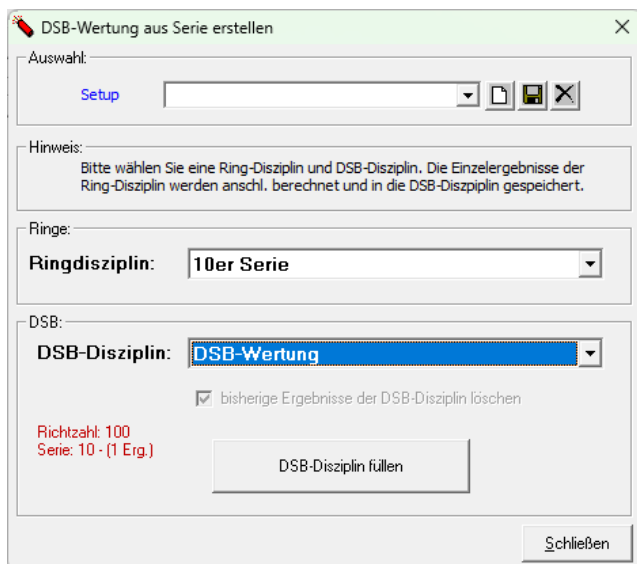 DSB-Wertung aus Serie erstellen
Auswahl:
Setup
Hinweis:
Bitte wählen Sie eine Ring-Disziplin und DSB-Disziplin. Die Einzelergebnisse der
Ring-Disziplin werden anschl. berechnet und in die DSB-Diszpiplin gespeichert.
Ringe:
Ringdisziplin: 10er Serie
DSB:
DSB-Disziplin: DSB-Wertung
bisherige Ergebnisse der DSB-Disziplin löschen
Richtzahl: 100
Serie: 10 - (1 Erg.)
DSB-Disziplin füllen
Schließen